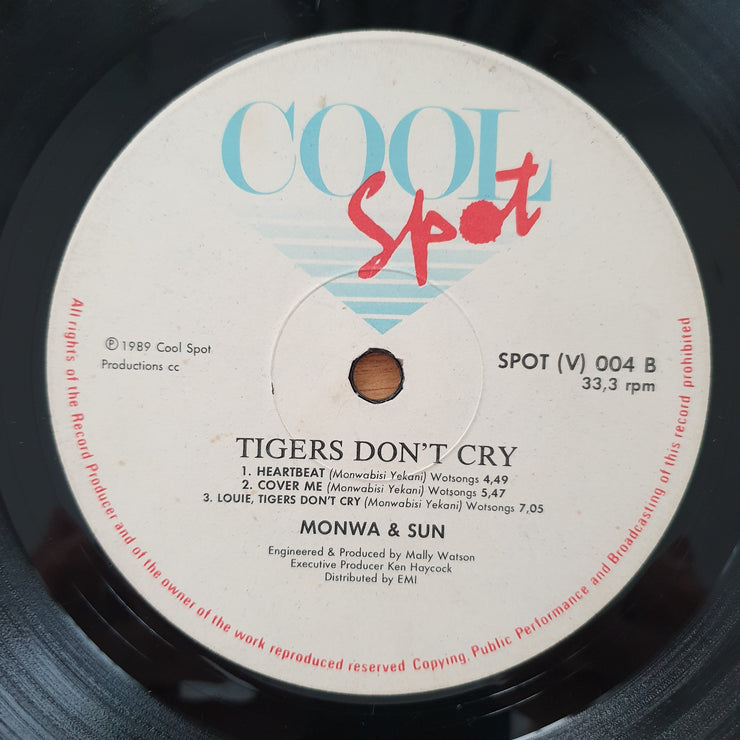 COOL
Spot
℗ 1989 Cool Spot
Productions cc
SPOT (V) 004 B
33,3 rpm
TIGERS DON'T CRY
1. HEARTBEAT (Monwabisi Yekani) Wotsongs 4,49
2. COVER ME (Monwabisi Yekani) Wotsongs 5,47
3. LOUIE, TIGERS DON'T CRY (Monwabisi Yekani) Wotsongs 7,05
MONWA & SUN
Engineered & Produced by Mally Watson
Executive Producer Ken Haycock
Distributed by EMI
All rights of the Record Producer and of the owner of the work reproduced reserved Copying, Public Performance and Broadcasting of this record prohibited